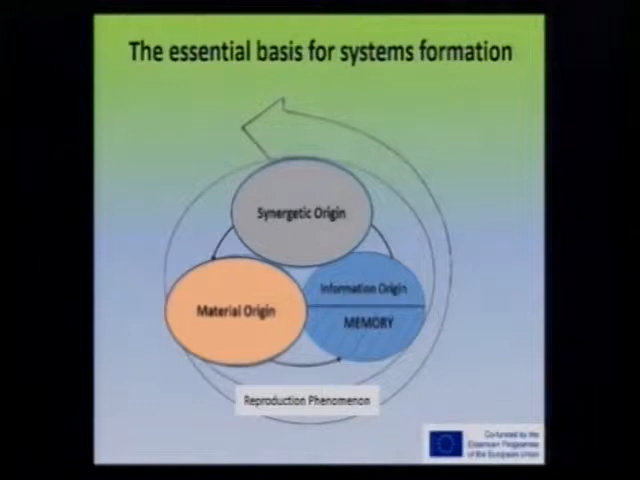 The essential basis for systems formation
Synergetic Origin
Material Origin
Information Origin
MEMORY
Reproduction Phenomenon
Co-funded by the
Erasmus+ Programme
of the European Union